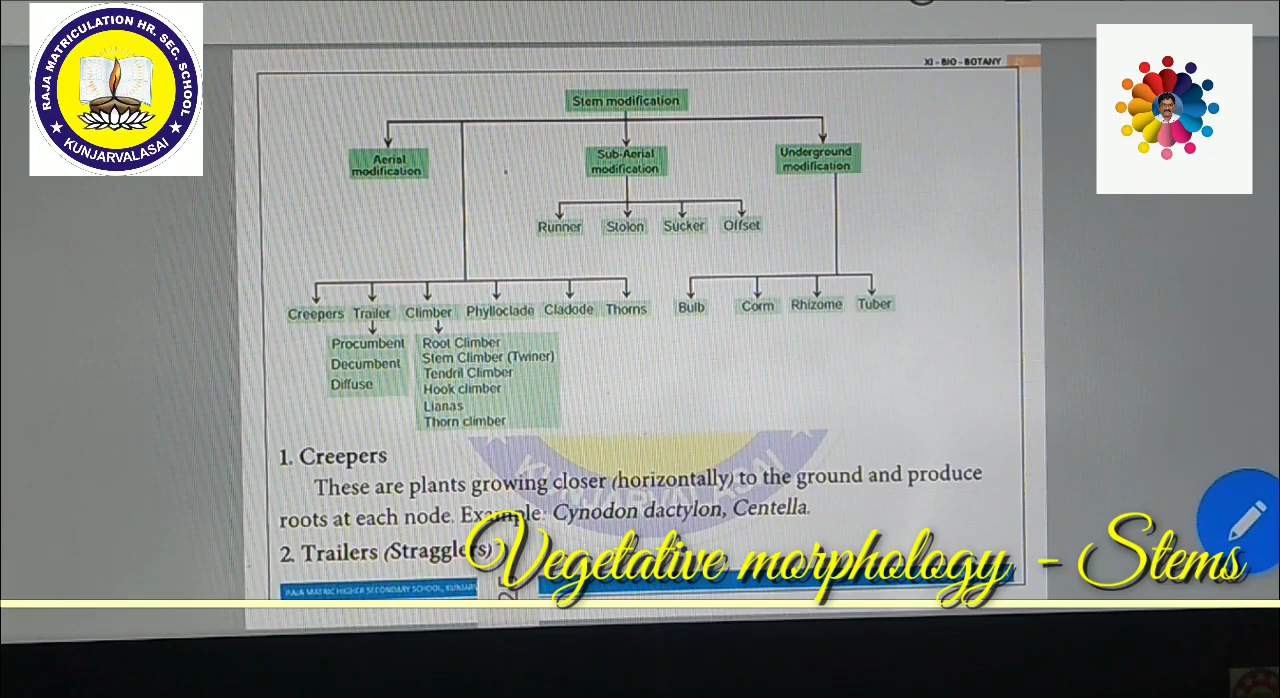 RAJA MATRICULATION HR. SEC. SCHOOL
KUNJARVALASAI
XI - BIO - BOTANY
Stem modification
Aerial
modification
Sub-Aerial
modification
Underground
modification
Runner Stolon Sucker Offset
Creepers Trailer Climber Phylloclade Cladode Thorns Bulb Corm Rhizome Tuber
Procumbent
Decumbent
Diffuse
Root Climber
Stem Climber (Twiner)
Tendril Climber
Hook climber
Lianas
Thorn climber
1. Creepers
These are plants growing closer (horizontally) to the ground and produce
roots at each node. Example: Cynodon dactylon, Centella.
2. Trailers (Stragglers)
Vegetative morphology - Stems
RAJA MATRIC HIGHER SECONDARY SCHOOL,